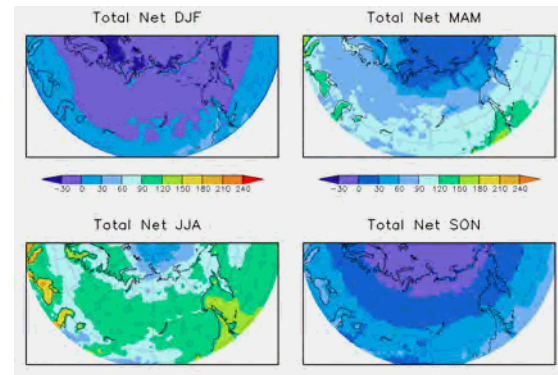 Total Net DJF
Total Net MAM
-30 0 30 60 90 120 150 180 210 240
-30 0 30 60 90 120 150 180 210 240
Total Net JJA
Total Net SON